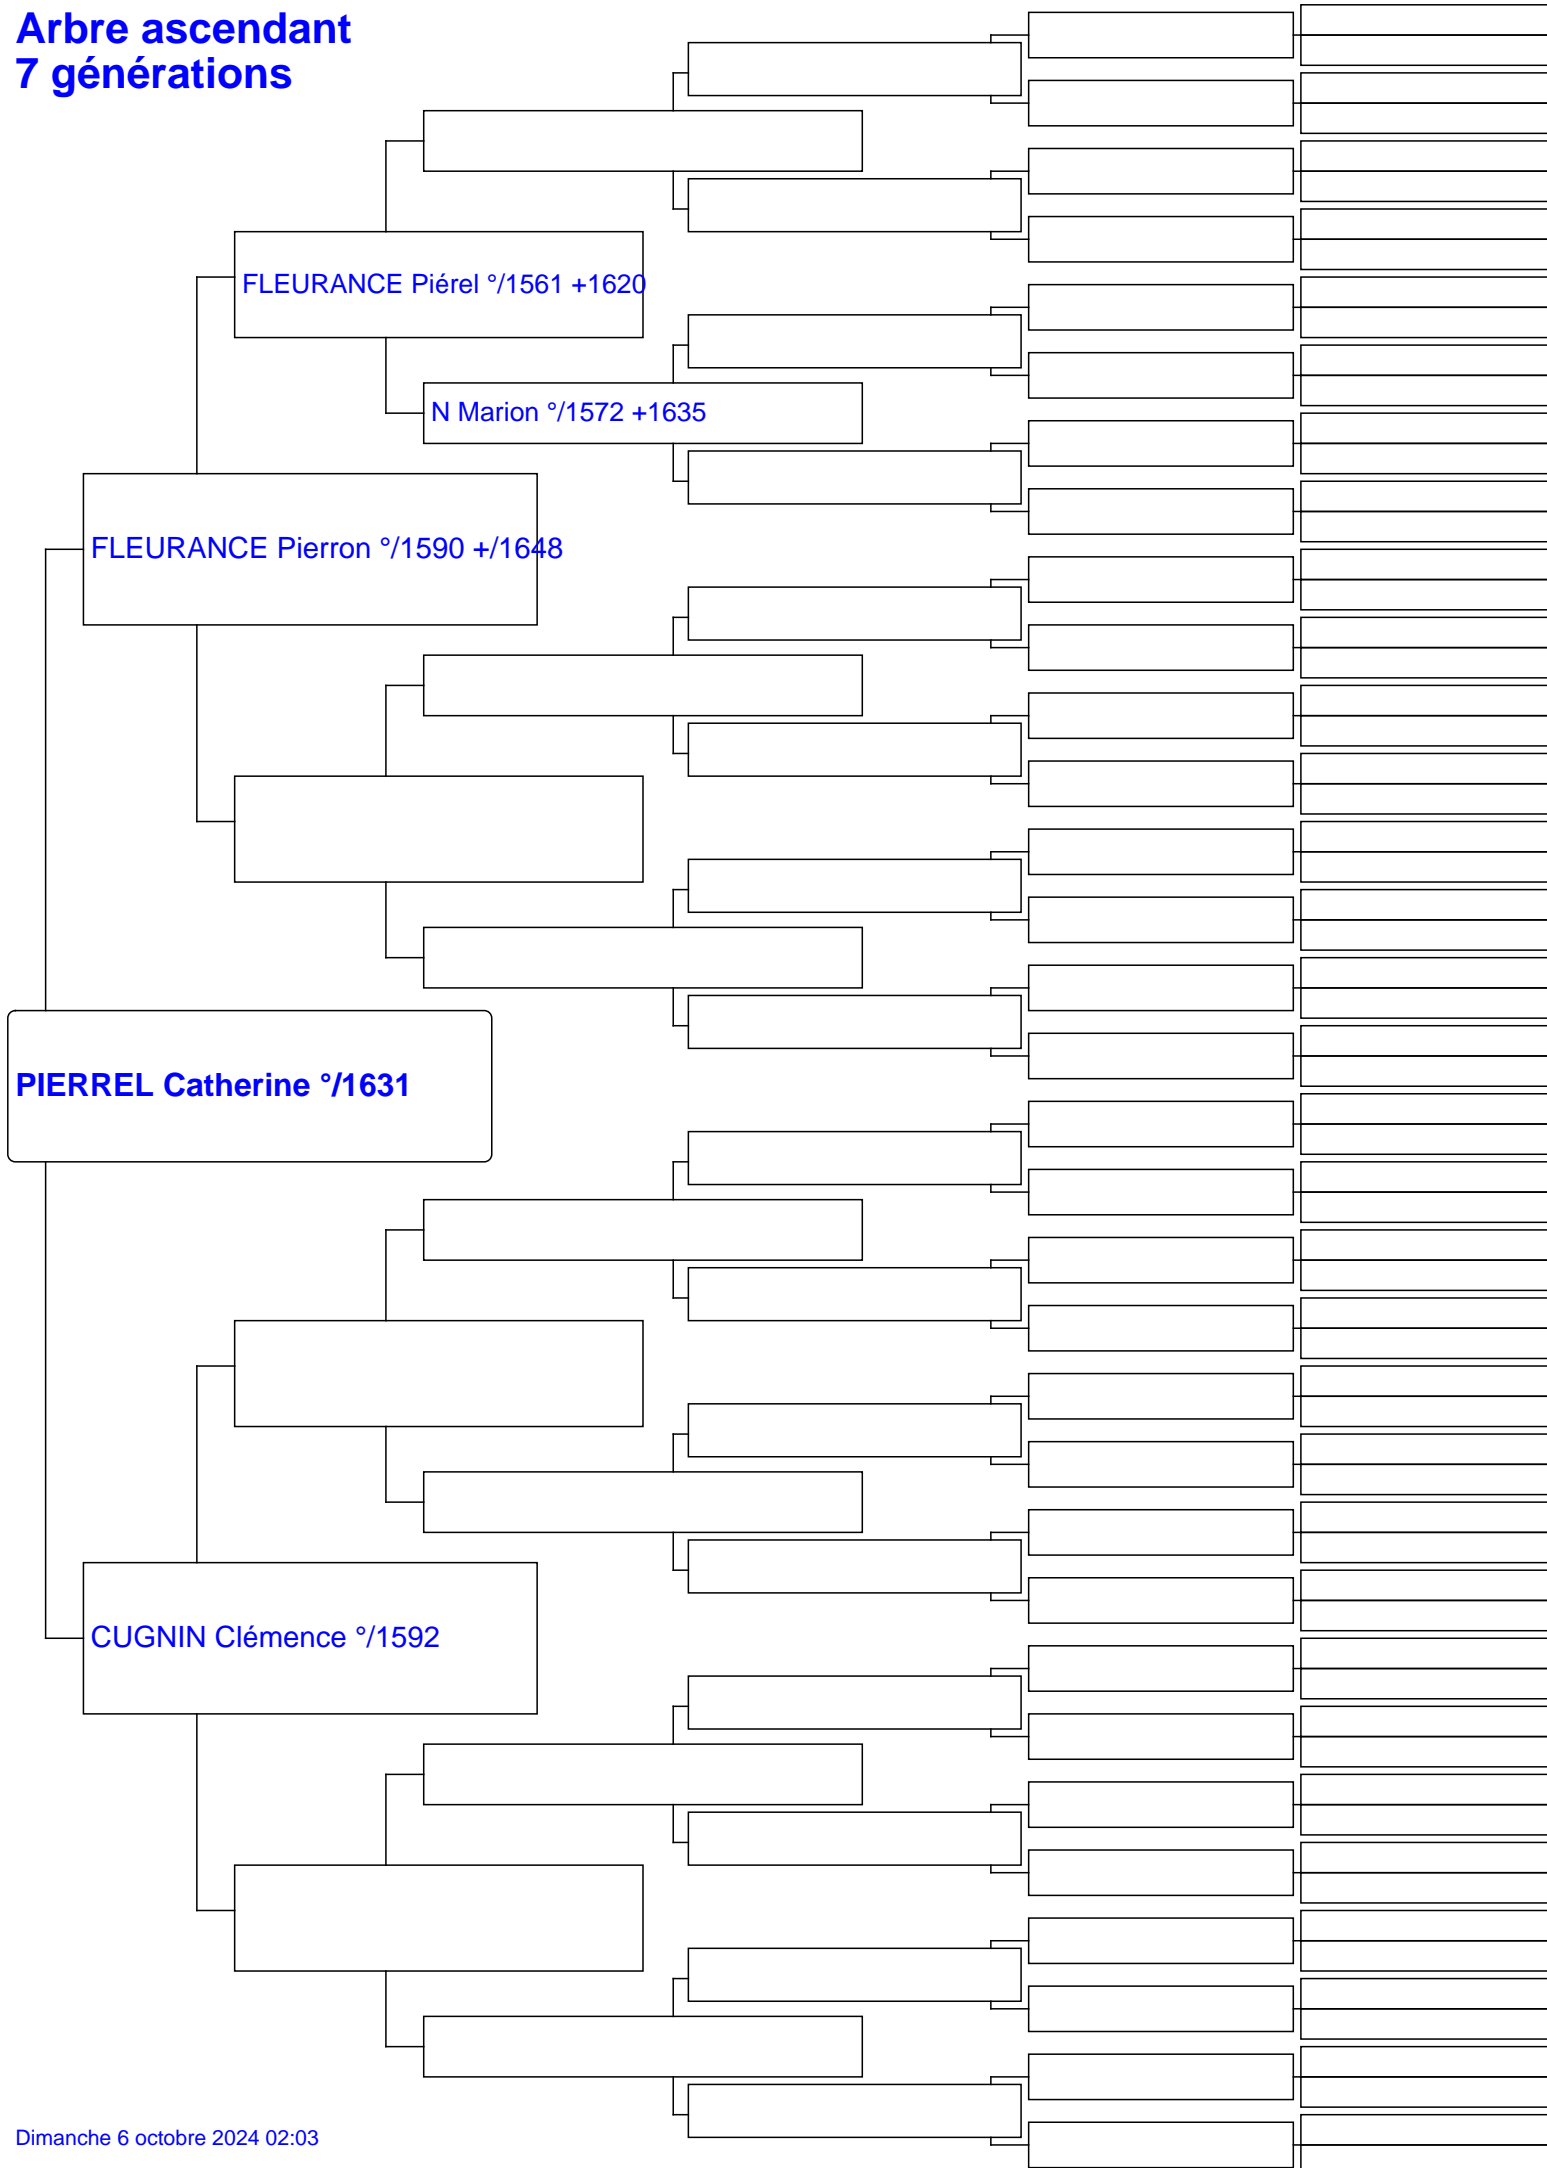 Arbre ascendant
7 générations
FLEURANCE Piérel °/1561 +1620
N Marion °/1572 +1635
FLEURANCE Pierron °/1590 +/1648
PIERREL Catherine °/1631
CUGNIN Clémence °/1592
Dimanche 6 octobre 2024 02:03